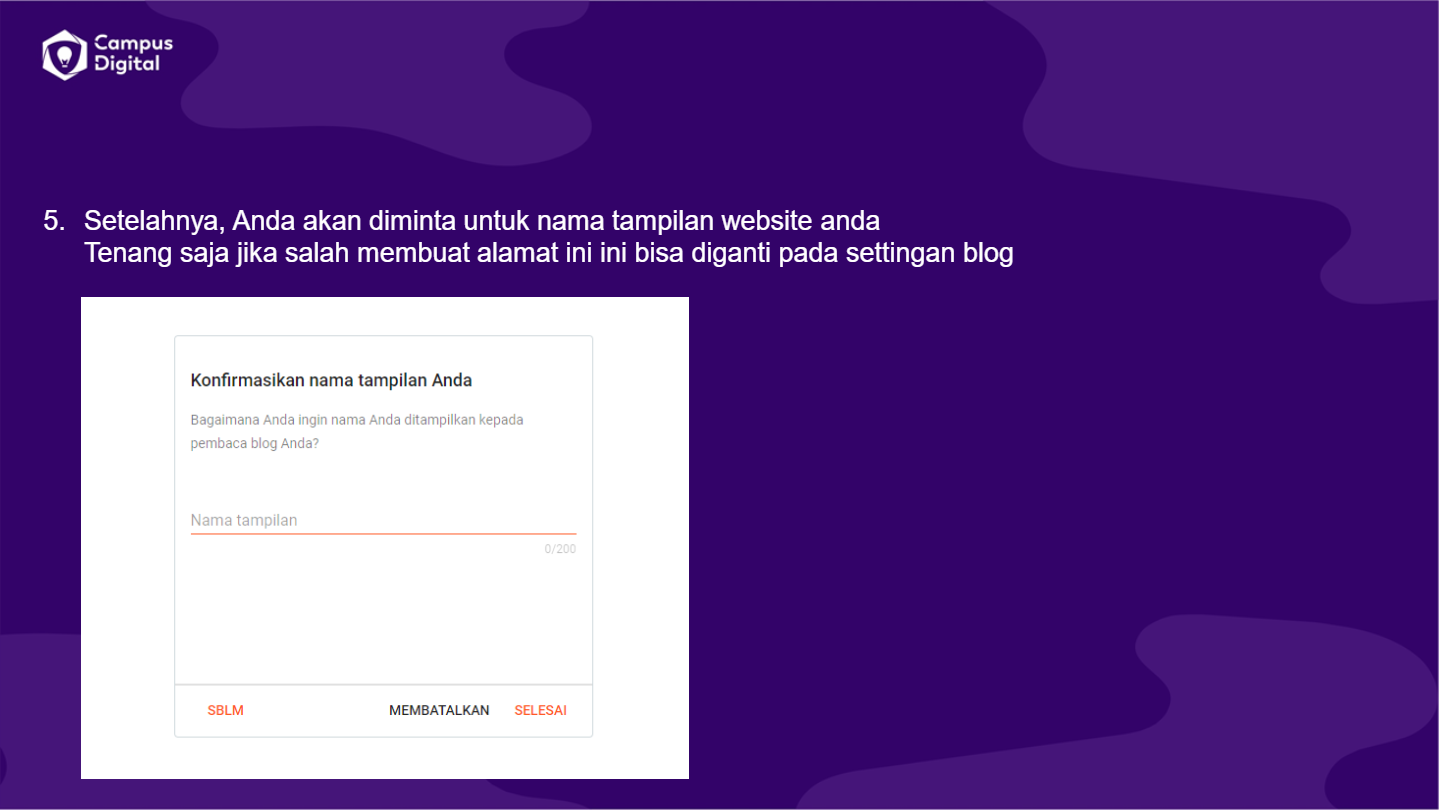 Campus
Digital
5. Setelahnya, Anda akan diminta untuk nama tampilan website anda
Tenang saja jika salah membuat alamat ini ini bisa diganti pada settingan blog
Konfirmasikan nama tampilan Anda
Bagaimana Anda ingin nama Anda ditampilkan kepada
pembaca blog Anda?
Nama tampilan
0/200
SBLM MEMBATALKAN SELESAI